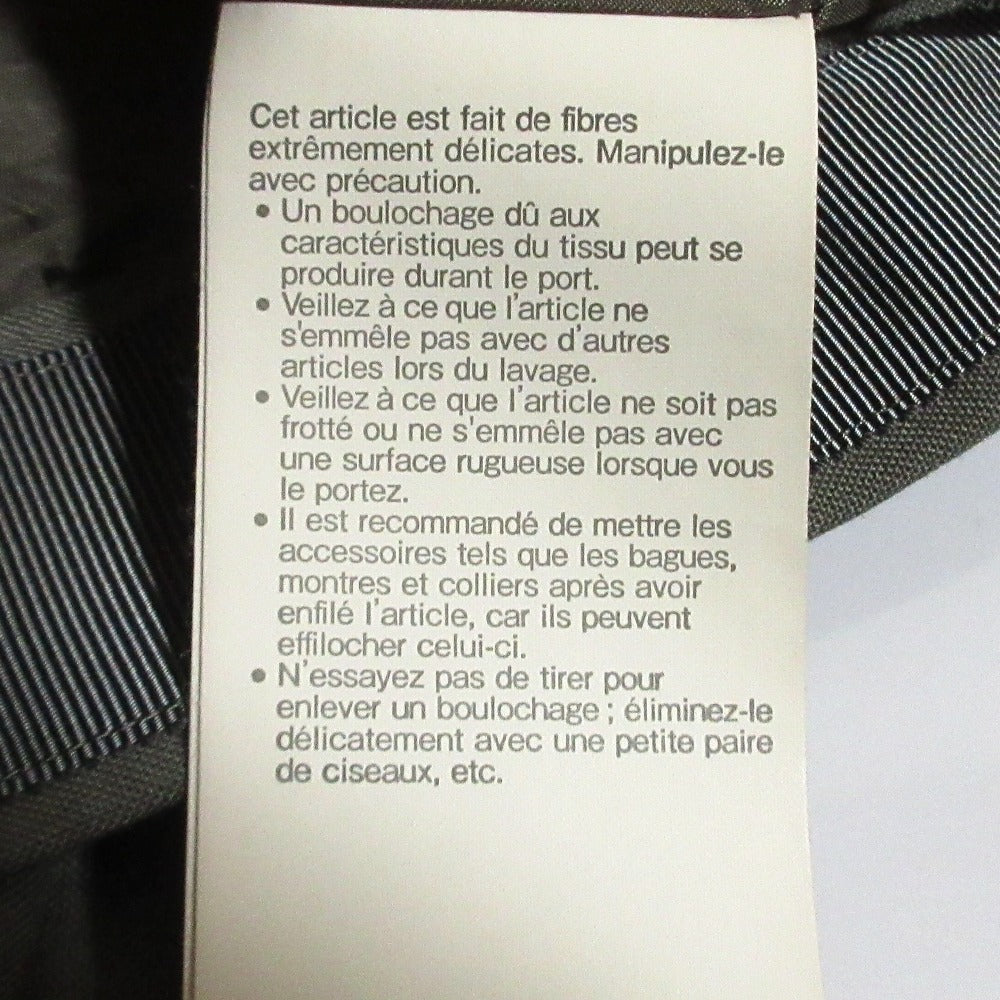 Cet article est fait de fibres
extrêmement délicates. Manipulez-le
avec précaution.
• Un boulochage dû aux
caractéristiques du tissu peut se
produire durant le port.
• Veillez à ce que l'article ne
s'emmêle pas avec d'autres
articles lors du lavage.
• Veillez à ce que l'article ne soit pas
frotté ou ne s'emmêle pas avec
une surface rugueuse lorsque vous
le portez.
• Il est recommandé de mettre les
accessoires tels que les bagues,
montres et colliers après avoir
enfilé l'article, car ils peuvent
effilocher celui-ci.
• N'essayez pas de tirer pour
enlever un boulochage ; éliminez-le
délicatement avec une petite paire
de ciseaux, etc.